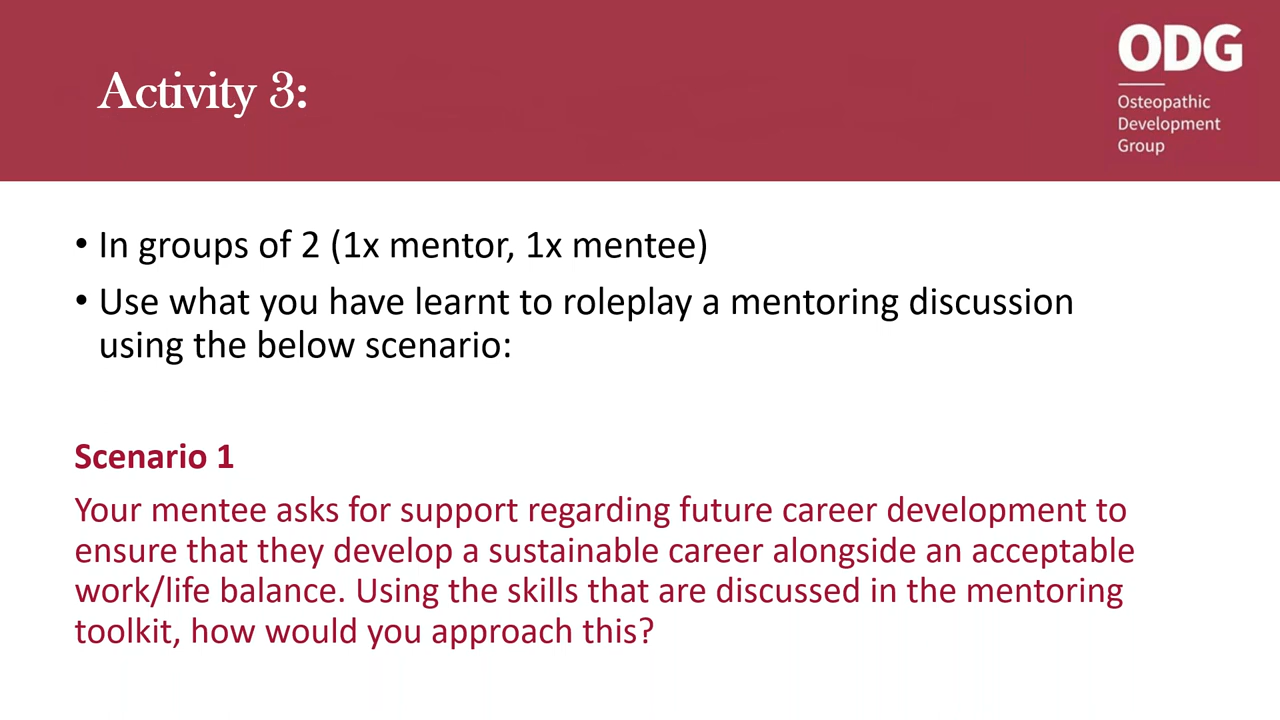 Activity 3:
ODG
Osteopathic
Development
Group
• In groups of 2 (1x mentor, 1x mentee)
• Use what you have learnt to roleplay a mentoring discussion
using the below scenario:
Scenario 1
Your mentee asks for support regarding future career development to
ensure that they develop a sustainable career alongside an acceptable
work/life balance. Using the skills that are discussed in the mentoring
toolkit, how would you approach this?